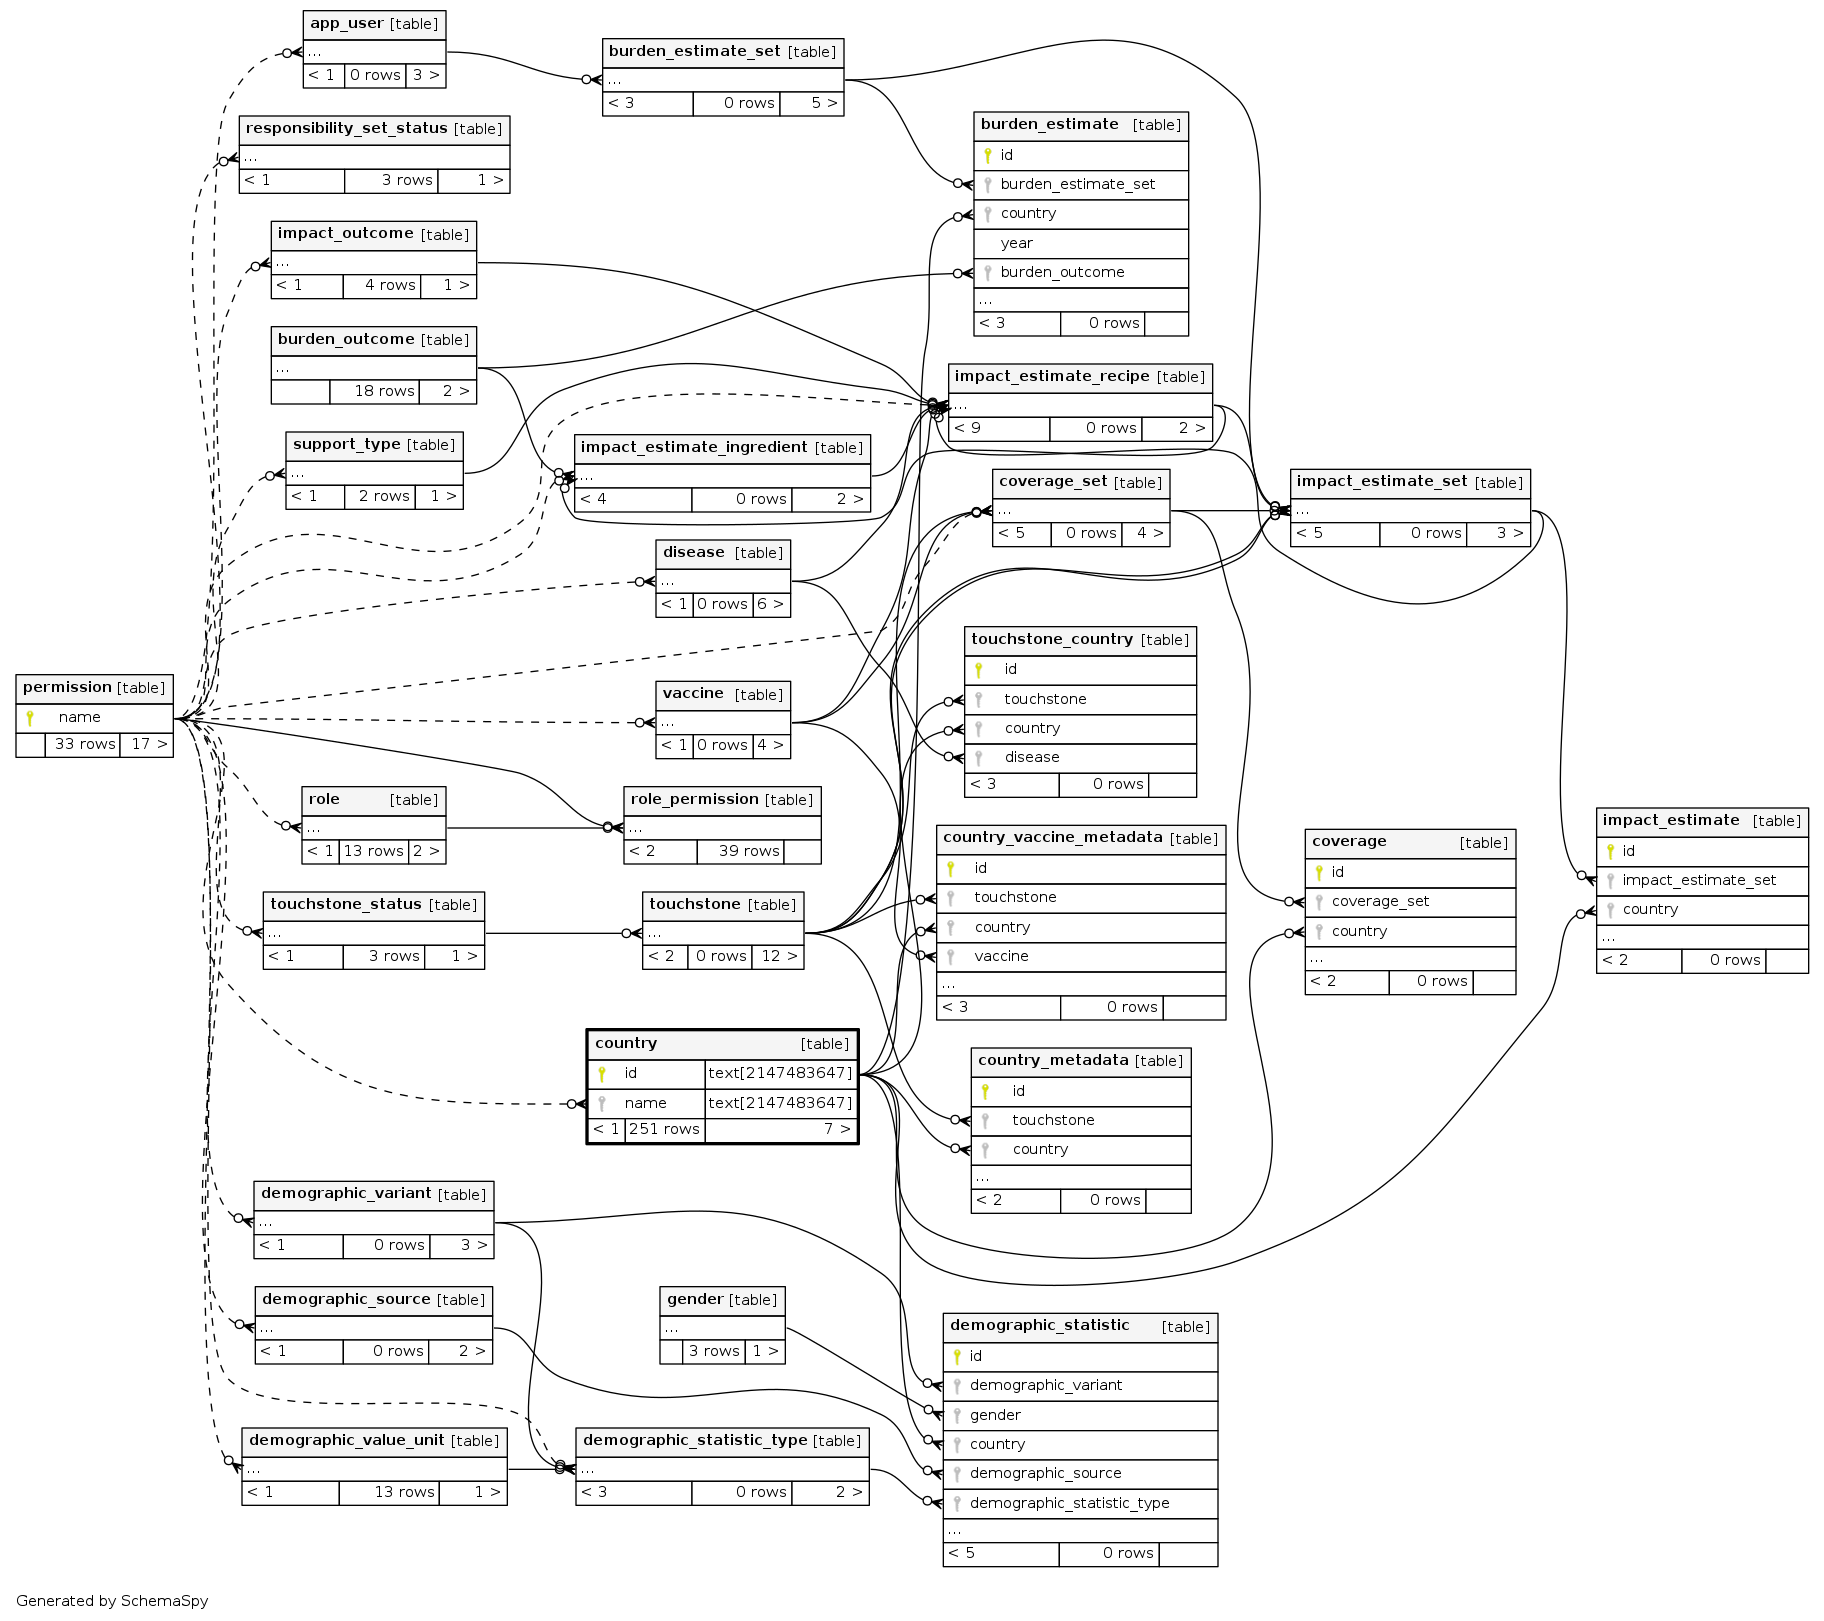 app_user [table]
...
< 1 0 rows 3 >
burden_estimate_set [table]
...
< 3 0 rows 5 >
responsibility_set_status [table]
...
< 1 3 rows 1 >
burden_estimate [table]
id
burden_estimate_set
country
year
burden_outcome
...
< 3 0 rows
impact_outcome [table]
...
< 1 4 rows 1 >
burden_outcome [table]
...
18 rows 2 >
impact_estimate_recipe [table]
...
< 9 0 rows 2 >
support_type [table]
...
< 1 2 rows 1 >
impact_estimate_ingredient [table]
...
< 4 0 rows 2 >
coverage_set [table]
...
< 5 0 rows 4 >
impact_estimate_set [table]
...
< 5 0 rows 3 >
disease [table]
...
< 1 0 rows 6 >
touchstone_country [table]
id
touchstone
country
disease
< 3 0 rows
permission [table]
name
33 rows 17 >
vaccine [table]
...
< 1 0 rows 4 >
role [table]
...
< 1 13 rows 2 >
role_permission [table]
...
< 2 39 rows
country_vaccine_metadata [table]
id
touchstone
country
vaccine
...
< 3 0 rows
coverage [table]
id
coverage_set
country
...
< 2 0 rows
impact_estimate [table]
id
impact_estimate_set
country
...
< 2 0 rows
touchstone_status [table]
...
< 1 3 rows 1 >
touchstone [table]
...
< 2 0 rows 12 >
country [table]
id text[2147483647]
name text[2147483647]
< 1 251 rows 7 >
country_metadata [table]
id
touchstone
country
...
< 2 0 rows
demographic_variant [table]
...
< 1 0 rows 3 >
demographic_source [table]
...
< 1 0 rows 2 >
gender [table]
...
3 rows 1 >
demographic_statistic [table]
id
demographic_variant
gender
country
demographic_source
demographic_statistic_type
...
< 5 0 rows
demographic_value_unit [table]
...
< 1 13 rows 1 >
demographic_statistic_type [table]
...
< 3 0 rows 2 >
Generated by SchemaSpy